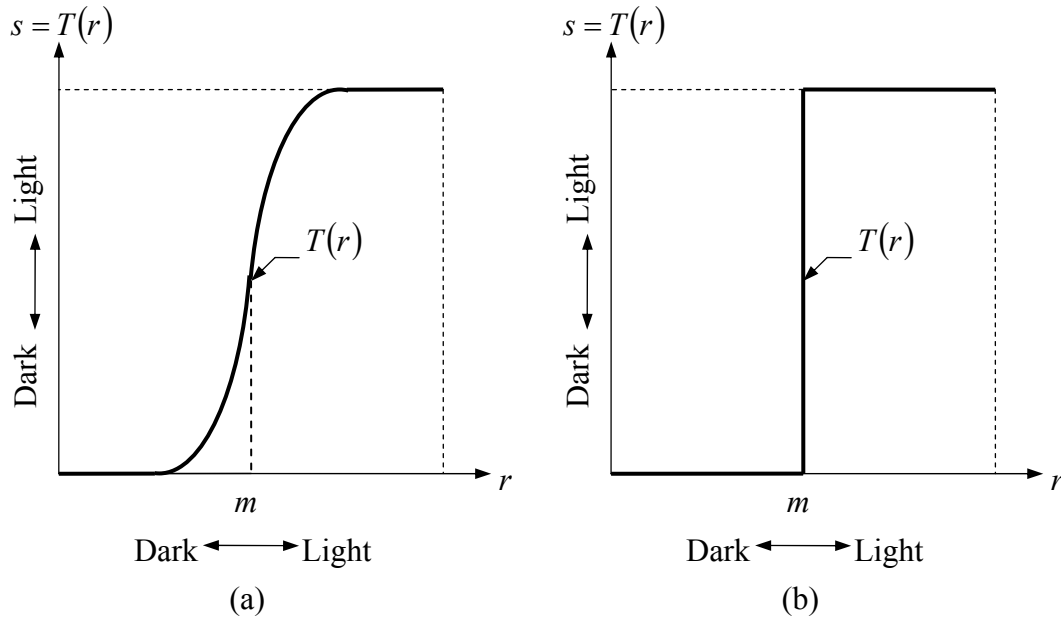 s = T(r)
Light
Dark
T(r)
m
r
Dark
Light
(a)
s = T(r)
Light
Dark
T(r)
m
r
Dark
Light
(b)